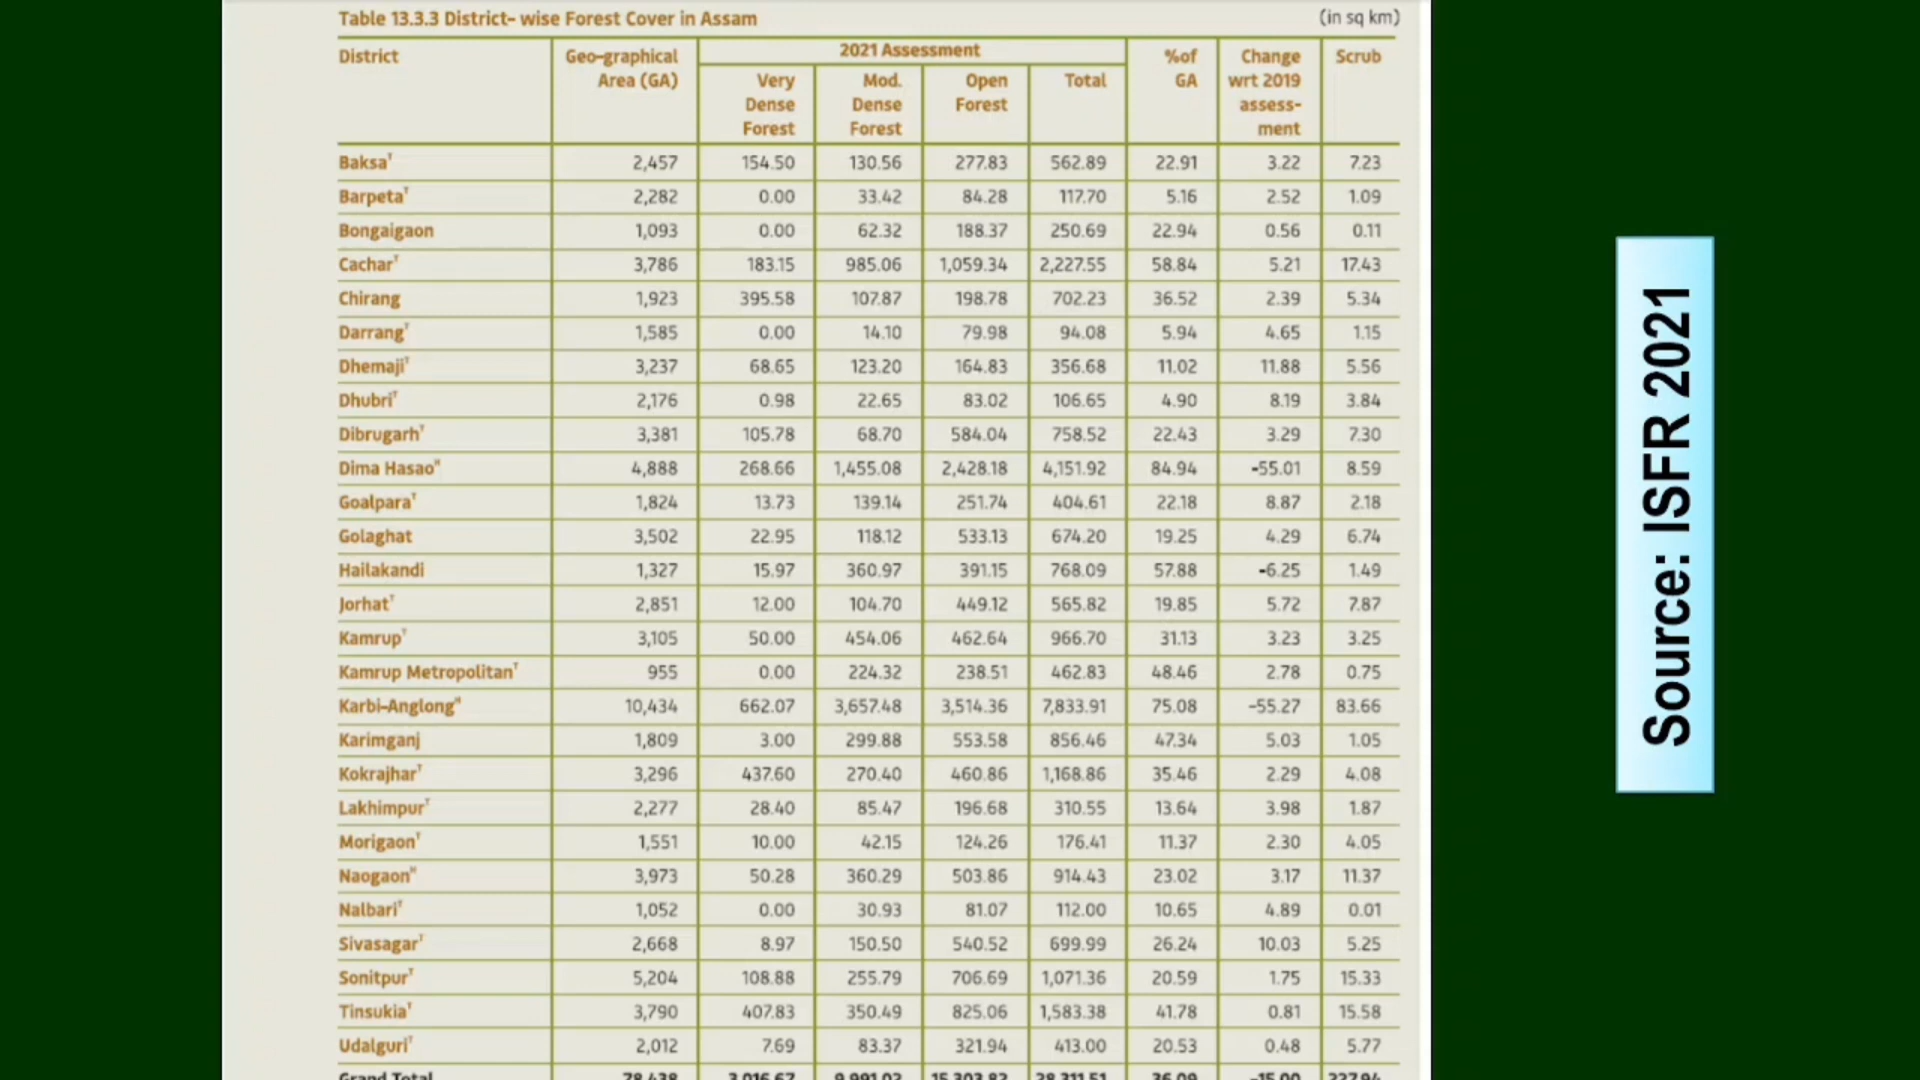 Table 13.3.3 District- wise Forest Cover in Assam (in sq km)
District Geo-graphical Area (GA) 2021 Assessment %of GA Change wrt 2019 assess-ment Scrub
Very Dense Forest Mod. Dense Forest Open Forest Total
Baksaᵀ 2,457 154.50 130.56 277.83 562.89 22.91 3.22 7.23
Barpetaᵀ 2,282 0.00 33.42 84.28 117.70 5.16 2.52 1.09
Bongaigaon 1,093 0.00 62.32 188.37 250.69 22.94 0.56 0.11
Cacharᵀ 3,786 183.15 985.06 1,059.34 2,227.55 58.84 5.21 17.43
Chirang 1,923 395.58 107.87 198.78 702.23 36.52 2.39 5.34
Darrangᵀ 1,585 0.00 14.10 79.98 94.08 5.94 4.65 1.15
Dhemajiᵀ 3,237 68.65 123.20 164.83 356.68 11.02 11.88 5.56
Dhubriᵀ 2,176 0.98 22.65 83.02 106.65 4.90 8.19 3.84
Dibrugarhᵀ 3,381 105.78 68.70 584.04 758.52 22.43 3.29 7.30
Dima Hasaoᴴ 4,888 268.66 1,455.08 2,428.18 4,151.92 84.94 -55.01 8.59
Goalparaᵀ 1,824 13.73 139.14 251.74 404.61 22.18 8.87 2.18
Golaghat 3,502 22.95 118.12 533.13 674.20 19.25 4.29 6.74
Hailakandi 1,327 15.97 360.97 391.15 768.09 57.88 -6.25 1.49
Jorhatᵀ 2,851 12.00 104.70 449.12 565.82 19.85 5.72 7.87
Kamrupᵀ 3,105 50.00 454.06 462.64 966.70 31.13 3.23 3.25
Kamrup Metropolitanᵀ 955 0.00 224.32 238.51 462.83 48.46 2.78 0.75
Karbi-Anglongᴴ 10,434 662.07 3,657.48 3,514.36 7,833.91 75.08 -55.27 83.66
Karimganj 1,809 3.00 299.88 553.58 856.46 47.34 5.03 1.05
Kokrajharᵀ 3,296 437.60 270.40 460.86 1,168.86 35.46 2.29 4.08
Lakhimpurᵀ 2,277 28.40 85.47 196.68 310.55 13.64 3.98 1.87
Morigaonᵀ 1,551 10.00 42.15 124.26 176.41 11.37 2.30 4.05
Naogaonᴴ 3,973 50.28 360.29 503.86 914.43 23.02 3.17 11.37
Nalbariᵀ 1,052 0.00 30.93 81.07 112.00 10.65 4.89 0.01
Sivasagarᵀ 2,668 8.97 150.50 540.52 699.99 26.24 10.03 5.25
Sonitpurᵀ 5,204 108.88 255.79 706.69 1,071.36 20.59 1.75 15.33
Tinsukiaᵀ 3,790 407.83 350.49 825.06 1,583.38 41.78 0.81 15.58
Udalguriᵀ 2,012 7.69 83.37 321.94 413.00 20.53 0.48 5.77
Grand Total
Source: ISFR 2021